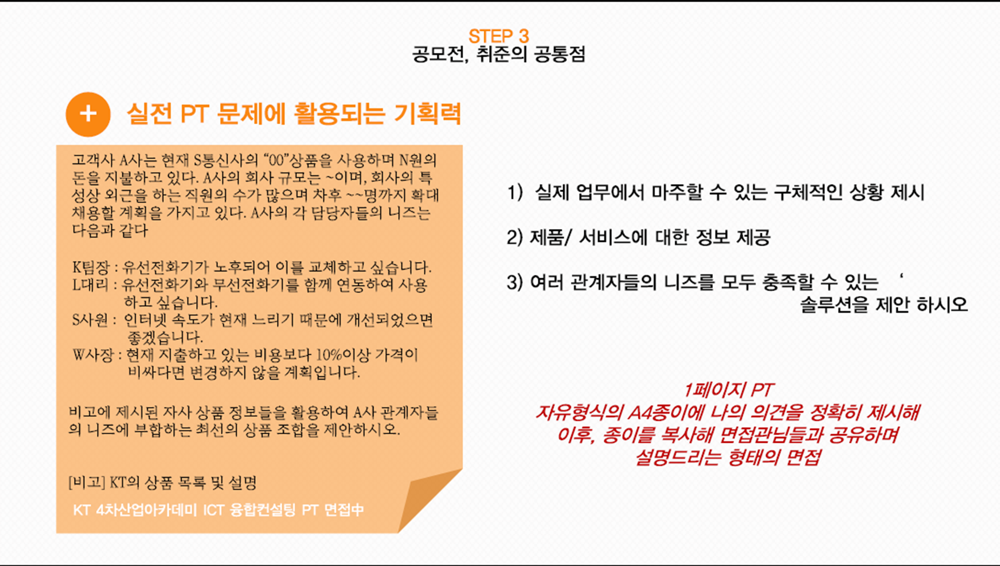 STEP 3
공모전, 취준의 공통점
+ 실전 PT 문제에 활용되는 기획력
고객사 A사는 현재 S통신사의 “00”상품을 사용하며 N원의
돈을 지불하고 있다. A사의 회사 규모는 ~이며, 회사의 특
성상 외근을 하는 직원의 수가 많으며 차후 ~~명까지 확대
채용할 계획을 가지고 있다. A사의 각 담당자들의 니즈는
다음과 같다
K팀장 : 유선전화기가 노후되어 이를 교체하고 싶습니다.
L대리 : 유선전화기와 무선전화기를 함께 연동하여 사용
하고 싶습니다.
S사원 : 인터넷 속도가 현재 느리기 때문에 개선되었으면
좋겠습니다.
W사장 : 현재 지출하고 있는 비용보다 10%이상 가격이
비싸다면 변경하지 않을 계획입니다.
비고에 제시된 자사 상품 정보들을 활용하여 A사 관계자들
의 니즈에 부합하는 최선의 상품 조합을 제안하시오.
[비고] KT의 상품 목록 및 설명
KT 4차산업아카데미 ICT 융합컨설팅 PT 면접中
1) 실제 업무에서 마주할 수 있는 구체적인 상황 제시
2) 제품/ 서비스에 대한 정보 제공
3) 여러 관계자들의 니즈를 모두 충족할 수 있는 ‘
솔루션을 제안 하시오
1페이지 PT
자유형식의 A4종이에 나의 의견을 정확히 제시해
이후, 종이를 복사해 면접관님들과 공유하며
설명드리는 형태의 면접